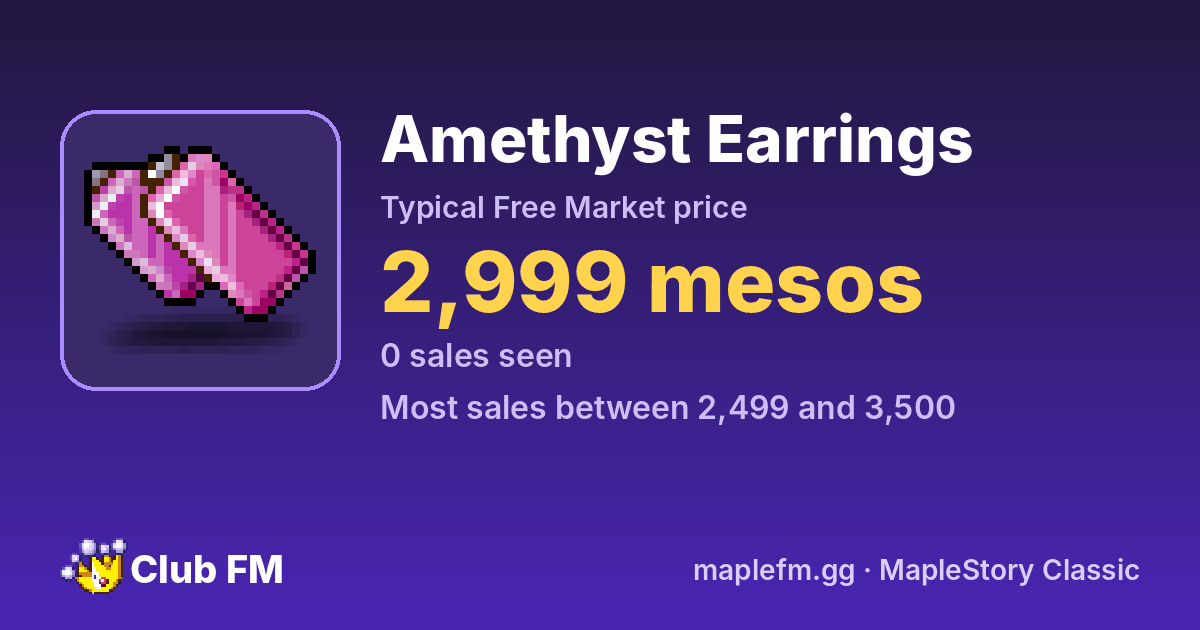 Amethyst Earrings
Typical Free Market price
2,999 mesos
0 sales seen
Most sales between 2,499 and 3,500
Club FM
maplefm.gg · MapleStory Classic